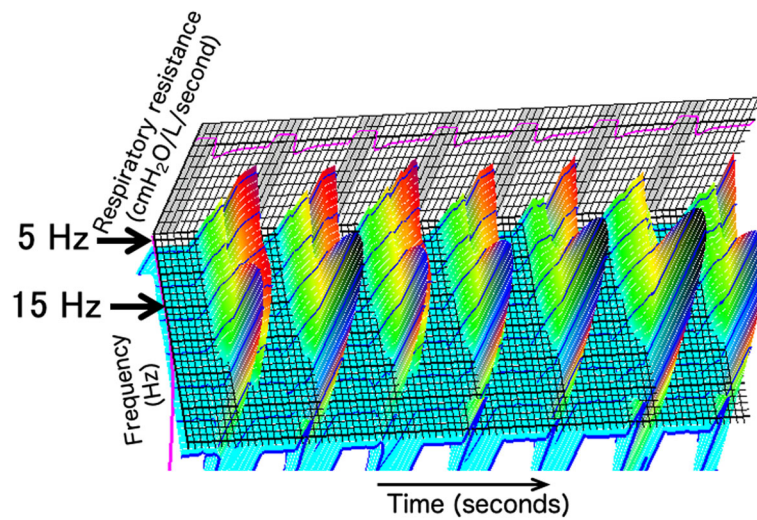 Respiratory resistance
(cmH₂O/L/second)
5 Hz
15 Hz
Frequency
(Hz)
Time (seconds)